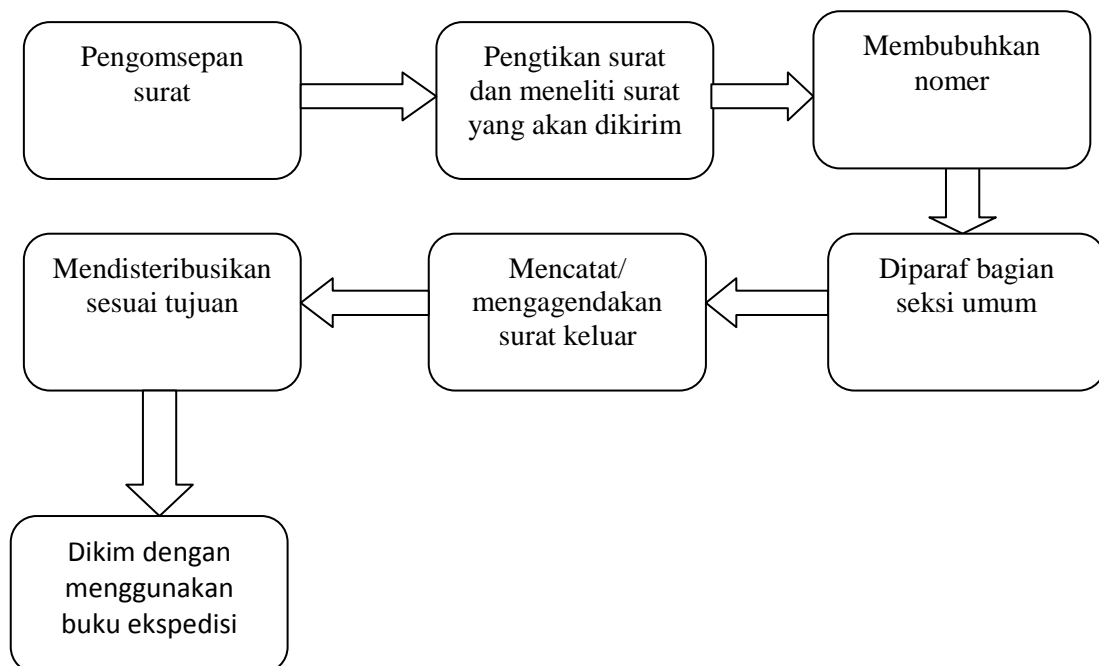 Pengomsepan
surat
Pengtikan surat
dan meneliti surat
yang akan dikirim
Membubuhkan
nomer
Diparaf bagian
seksi umum
Mencatat/
mengagendakan
surat keluar
Mendisteribusikan
sesuai tujuan
Dikim dengan
menggunakan
buku ekspedisi